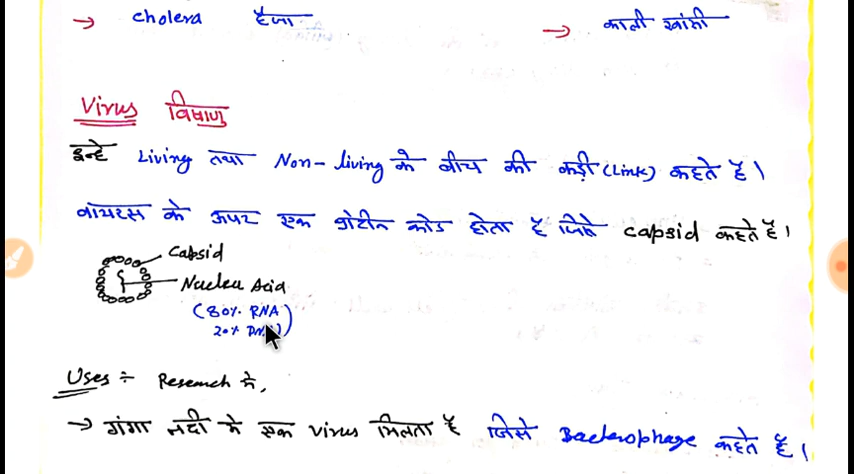 → Cholera हैजा → काली खांसी
Virus विषाणु
इन्हे Living तथा Non-living के बीच की कड़ी (Link) कहते हैं।
वायरस के ऊपर एक प्रोटीन कोड होता है जिसे capsid कहते हैं।
Capsid
Nucleic Acid
(80% RNA
20% DNA)
Uses ÷ Research में,
→ गंगा नदी में एक virus मिलता है जिसे Bacterophage कहते हैं।